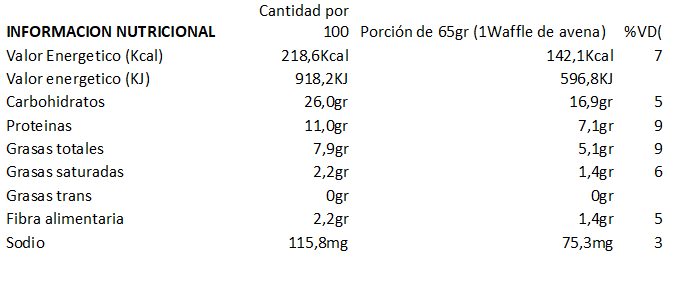 Cantidad por
INFORMACION NUTRICIONAL 100 Porción de 65gr (1Waffle de avena) %VD(
Valor Energetico (Kcal) 218,6Kcal 142,1Kcal 7
Valor energetico (KJ) 918,2KJ 596,8KJ
Carbohidratos 26,0gr 16,9gr 5
Proteinas 11,0gr 7,1gr 9
Grasas totales 7,9gr 5,1gr 9
Grasas saturadas 2,2gr 1,4gr 6
Grasas trans 0gr 0gr
Fibra alimentaria 2,2gr 1,4gr 5
Sodio 115,8mg 75,3mg 3